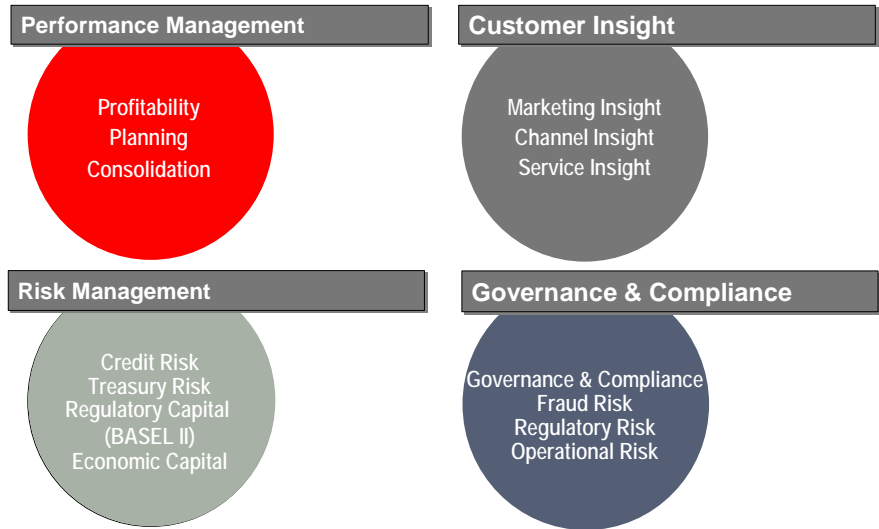 Performance Management
Profitability
Planning
Consolidation
Customer Insight
Marketing Insight
Channel Insight
Service Insight
Risk Management
Credit Risk
Treasury Risk
Regulatory Capital
(BASEL II)
Economic Capital
Governance & Compliance
Governance & Compliance
Fraud Risk
Regulatory Risk
Operational Risk